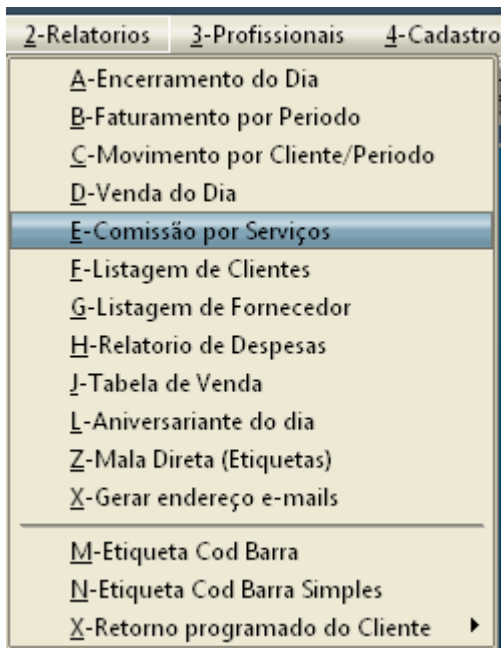 2-Relatorios 3-Profissionais 4-Cadastro
A-Encerramento do Dia
B-Faturamento por Periodo
C-Movimento por Cliente/Periodo
D-Venda do Dia
E-Comissão por Serviços
F-Listagem de Clientes
G-Listagem de Fornecedor
H-Relatorio de Despesas
J-Tabela de Venda
L-Aniversariante do dia
Z-Mala Direta (Etiquetas)
X-Gerar endereço e-mails
M-Etiqueta Cod Barra
N-Etiqueta Cod Barra Simples
X-Retorno programado do Cliente